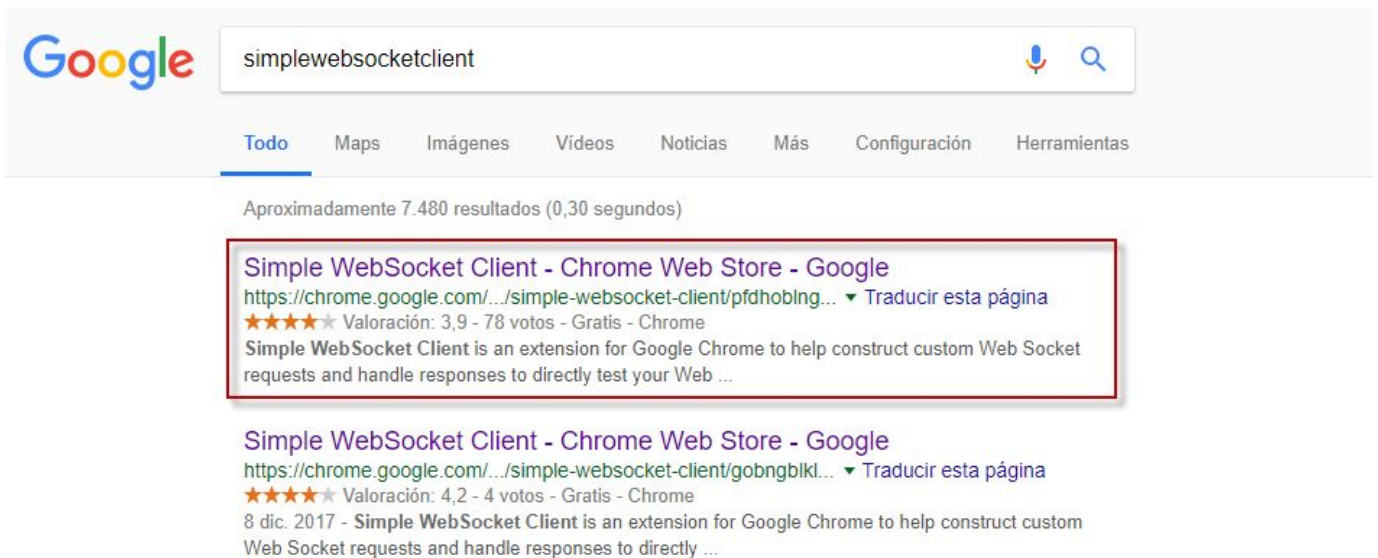 Google
simplewebsocketclient
Todo Maps Imágenes Vídeos Noticias Más Configuración Herramientas
Aproximadamente 7.480 resultados (0,30 segundos)
Simple WebSocket Client - Chrome Web Store - Google
https://chrome.google.com/.../simple-websocket-client/pfdhoblng... ▼ Traducir esta página
★★★★★ Valoración: 3,9 - 78 votos - Gratis - Chrome
Simple WebSocket Client is an extension for Google Chrome to help construct custom Web Socket
requests and handle responses to directly test your Web ...
Simple WebSocket Client - Chrome Web Store - Google
https://chrome.google.com/.../simple-websocket-client/gobngblkl... ▼ Traducir esta página
★★★★★ Valoración: 4,2 - 4 votos - Gratis - Chrome
8 dic. 2017 - Simple WebSocket Client is an extension for Google Chrome to help construct custom
Web Socket requests and handle responses to directly ...